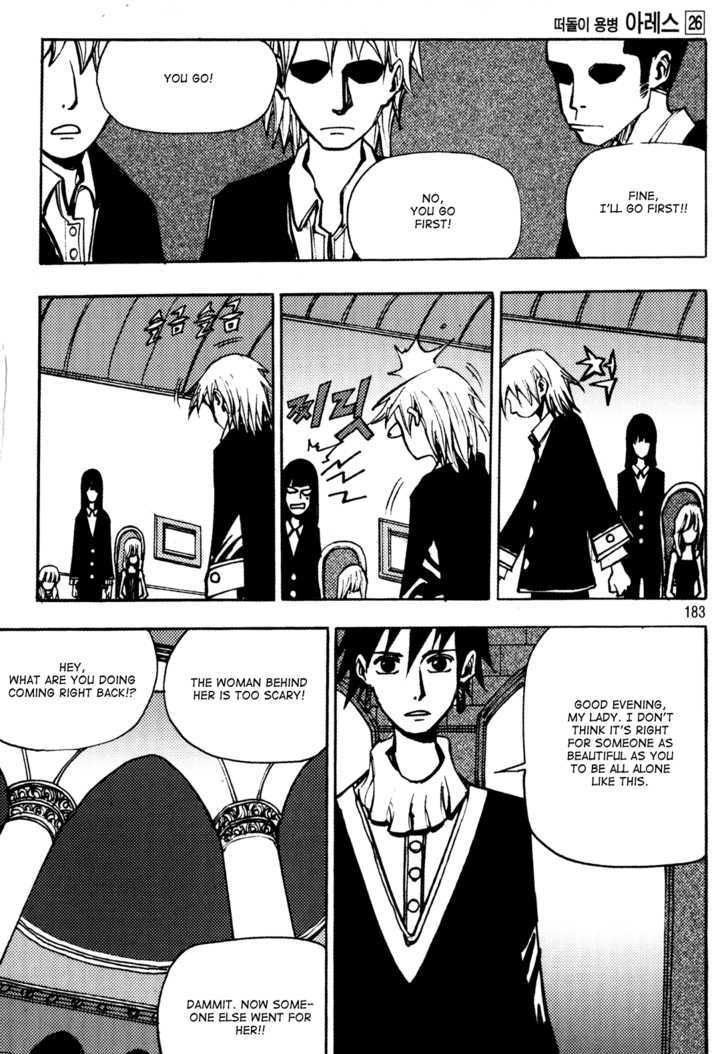 떠돌이 용병 아레스 26
YOU GO!
NO,
YOU GO
FIRST!
FINE,
I'LL GO FIRST!!
슬금슬금
찌릿
척
183
HEY,
WHAT ARE YOU DOING
COMING RIGHT BACK!?
THE WOMAN BEHIND
HER IS TOO SCARY!
DAMMIT. NOW SOME-
ONE ELSE WENT FOR
HER!!
GOOD EVENING,
MY LADY. I DON'T
THINK IT'S RIGHT
FOR SOMEONE AS
BEAUTIFUL AS YOU
TO BE ALL ALONE
LIKE THIS.